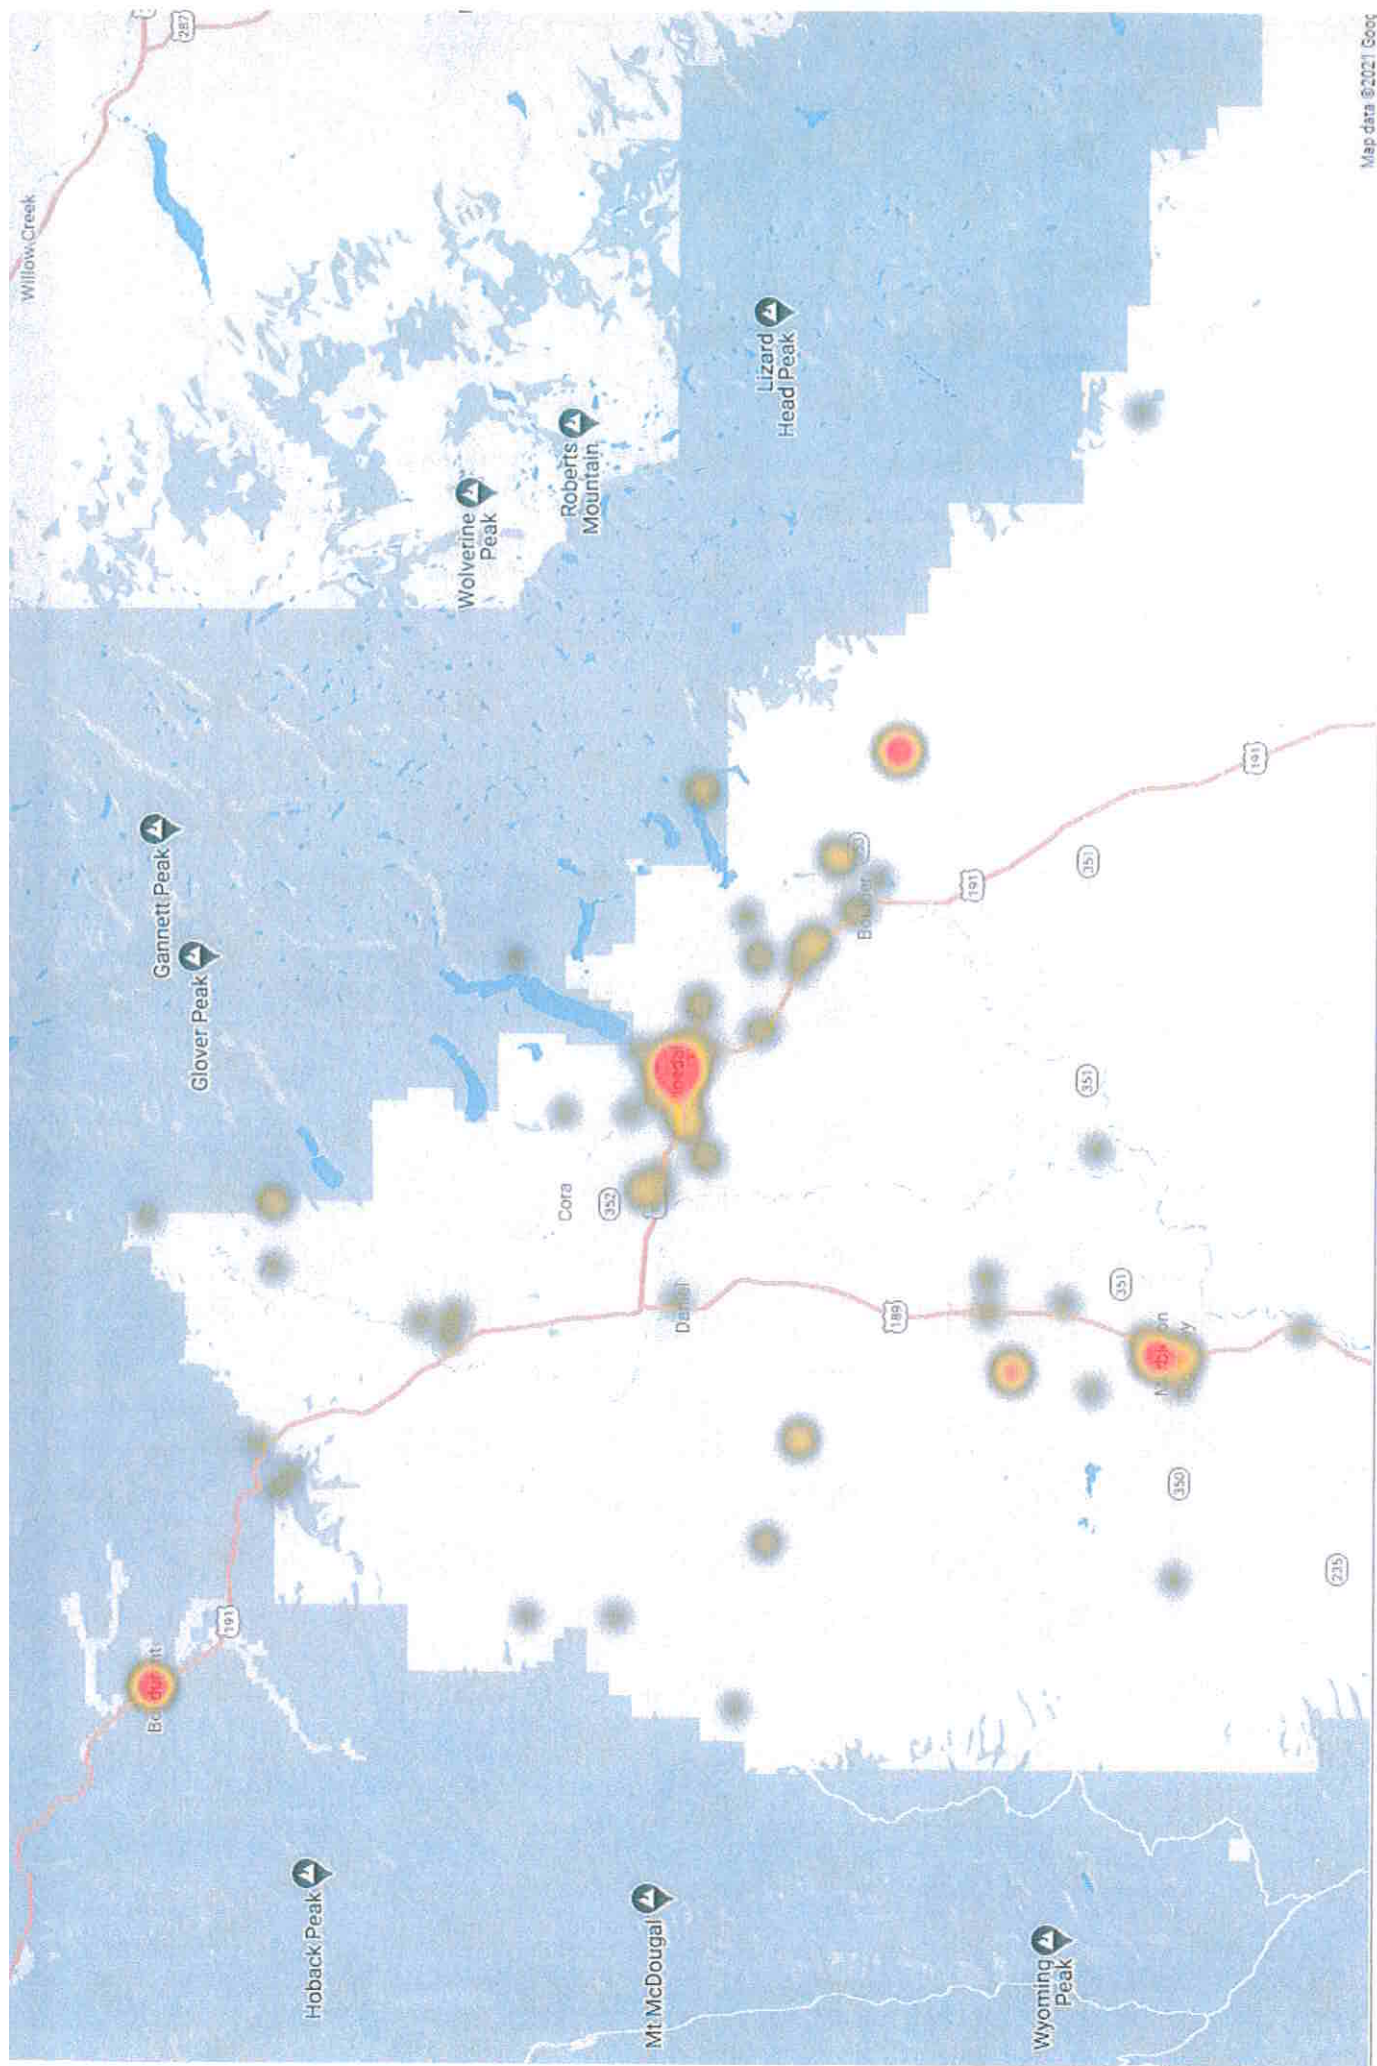 287
Willow Creek
Gannett Peak
Glover Peak
Wolverine
Peak
Roberts
Mountain
Lizard
Head Peak
191
Hoback Peak
Cora
352
Daniel
Mt McDougal
189
191
351
351
351
191
350
235
Wyoming
Peak
Map data ©2021 Goog